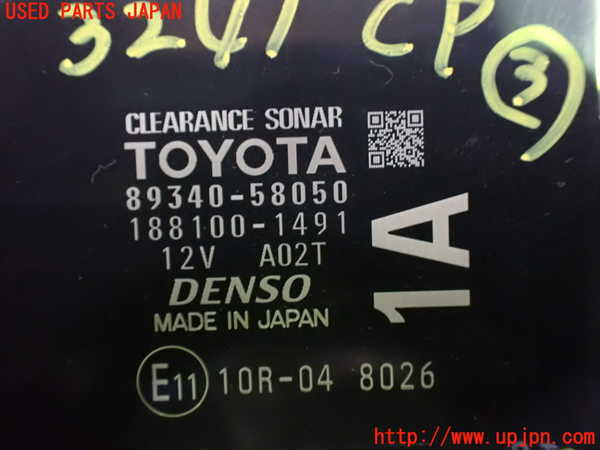 USED PARTS JAPAN
3241 CP 3
CLEARANCE SONAR
TOYOTA
89340-58050
188100-1491
12V A02T
DENSO
MADE IN JAPAN
1A
E11 10R-04 8026
http://www.upjpn.com/